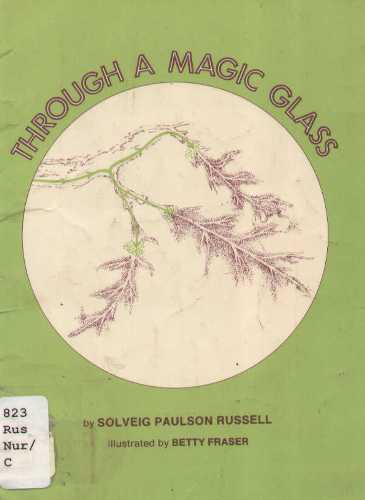 THROUGH A MAGIC GLASS
by SOLVEIG PAULSON RUSSELL
illustrated by BETTY FRASER
823
Rus
Nur/
C